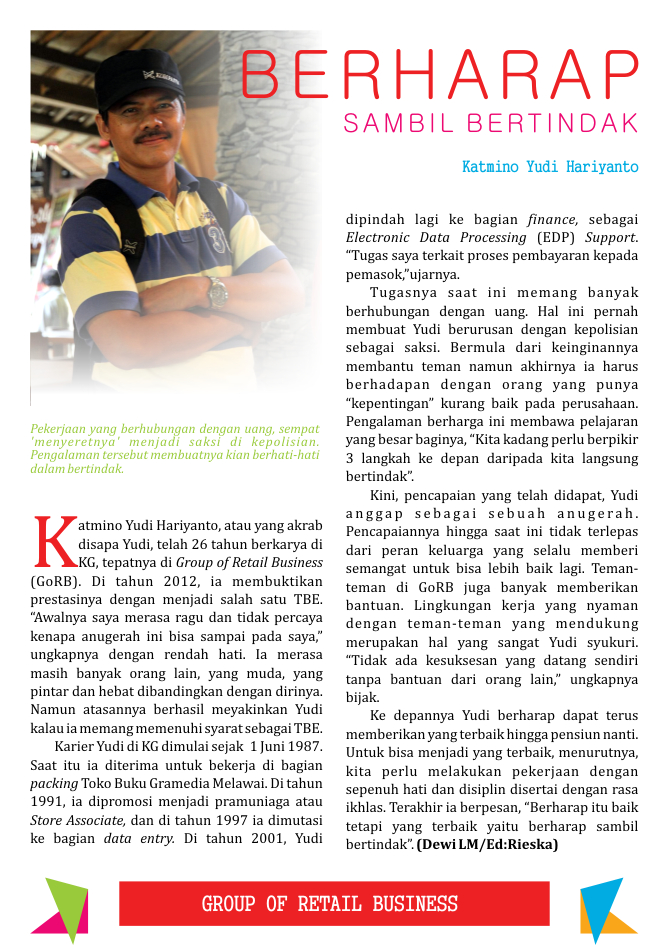 BERHARAP
SAMBIL BERTINDAK
Katmino Yudi Hariyanto
Pekerjaan yang berhubungan dengan uang, sempat
‘menyeretnya’ menjadi saksi di kepolisian.
Pengalaman tersebut membuatnya kian berhati-hati
dalam bertindak.
Katmino Yudi Hariyanto, atau yang akrab
disapa Yudi, telah 26 tahun berkarya di
KG, tepatnya di Group of Retail Business
(GoRB). Di tahun 2012, ia membuktikan
prestasinya dengan menjadi salah satu TBE.
“Awalnya saya merasa ragu dan tidak percaya
kenapa anugerah ini bisa sampai pada saya,”
ungkapnya dengan rendah hati. Ia merasa
masih banyak orang lain, yang muda, yang
pintar dan hebat dibandingkan dengan dirinya.
Namun atasannya berhasil meyakinkan Yudi
kalau ia memang memenuhi syarat sebagai TBE.
Karier Yudi di KG dimulai sejak 1 Juni 1987.
Saat itu ia diterima untuk bekerja di bagian
packing Toko Buku Gramedia Melawai. Di tahun
1991, ia dipromosi menjadi pramuniaga atau
Store Associate, dan di tahun 1997 ia dimutasi
ke bagian data entry. Di tahun 2001, Yudi
dipindah lagi ke bagian finance, sebagai
Electronic Data Processing (EDP) Support.
“Tugas saya terkait proses pembayaran kepada
pemasok,”ujarnya.
Tugasnya saat ini memang banyak
berhubungan dengan uang. Hal ini pernah
membuat Yudi berurusan dengan kepolisian
sebagai saksi. Bermula dari keinginannya
membantu teman namun akhirnya ia harus
berhadapan dengan orang yang punya
“kepentingan” kurang baik pada perusahaan.
Pengalaman berharga ini membawa pelajaran
yang besar baginya, “Kita kadang perlu berpikir
3 langkah ke depan daripada kita langsung
bertindak”.
Kini, pencapaian yang telah didapat, Yudi
anggap sebagai sebuah anugerah.
Pencapaiannya hingga saat ini tidak terlepas
dari peran keluarga yang selalu memberi
semangat untuk bisa lebih baik lagi. Teman-
teman di GoRB juga banyak memberikan
bantuan. Lingkungan kerja yang nyaman
dengan teman-teman yang mendukung
merupakan hal yang sangat Yudi syukuri.
“Tidak ada kesuksesan yang datang sendiri
tanpa bantuan dari orang lain,” ungkapnya
bijak.
Ke depannya Yudi berharap dapat terus
memberikan yang terbaik hingga pensiun nanti.
Untuk bisa menjadi yang terbaik, menurutnya,
kita perlu melakukan pekerjaan dengan
sepenuh hati dan disiplin disertai dengan rasa
ikhlas. Terakhir ia berpesan, “Berharap itu baik
tetapi yang terbaik yaitu berharap sambil
bertindak”. (Dewi LM/Ed:Rieska)
GROUP OF RETAIL BUSINESS